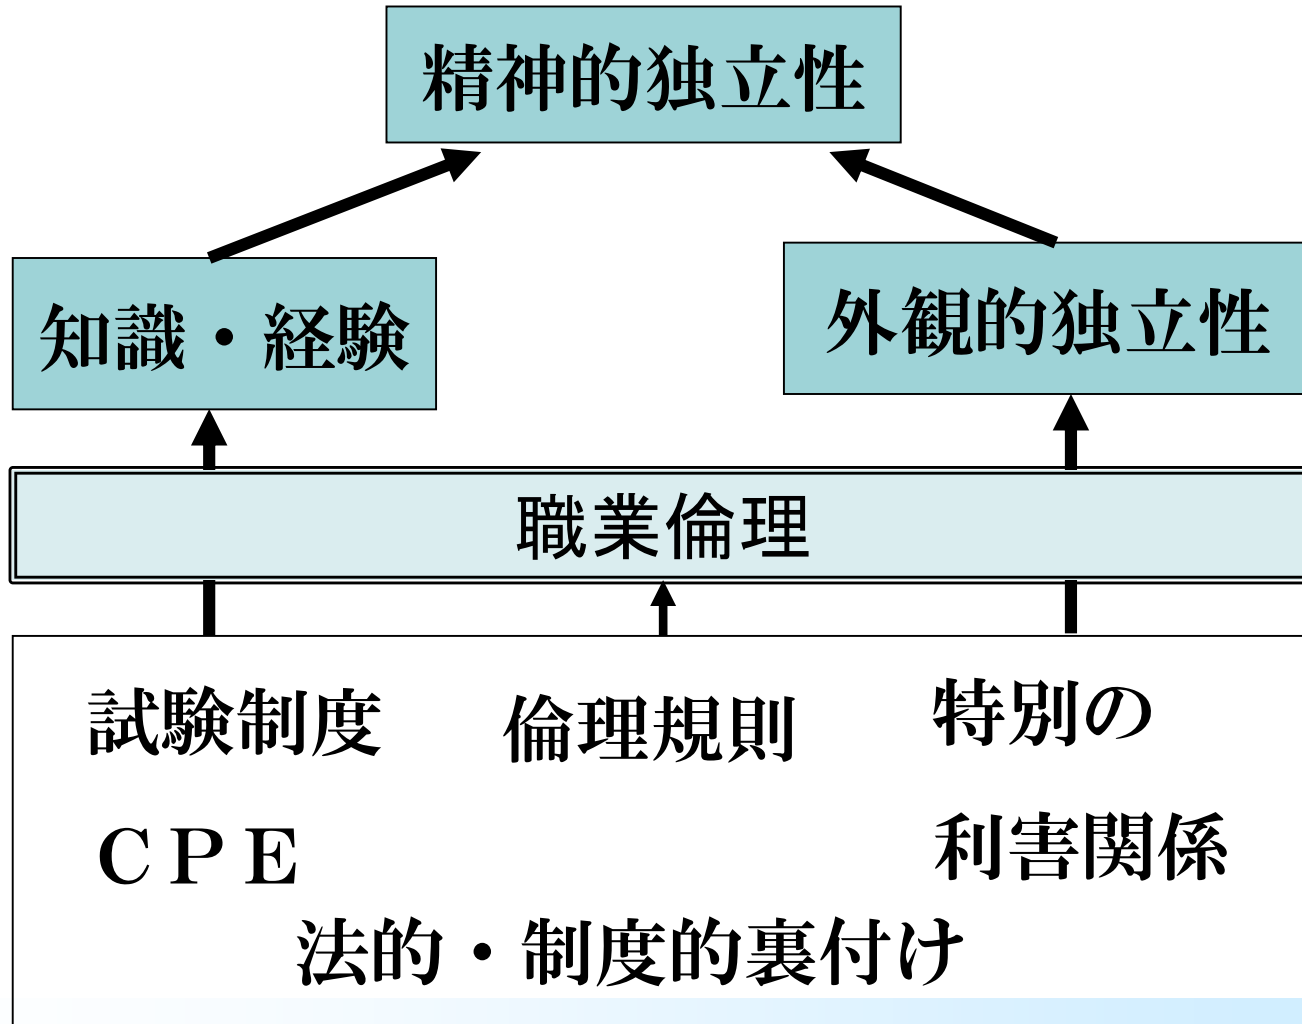 精神的独立性
知識・経験
外観的独立性
職業倫理
試験制度
ＣＰＥ
倫理規則
特別の
利害関係
法的・制度的裏付け